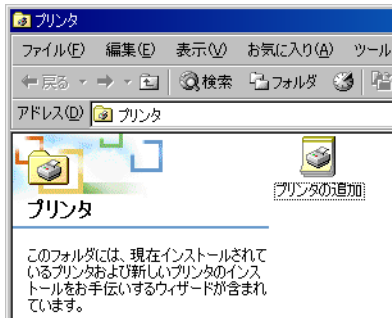 プリンタ
ファイル(F) 編集(E) 表示(V) お気に入り(A) ツール
戻る 検索 フォルダ
アドレス(D) プリンタ
プリンタ
プリンタの追加
このフォルダには、現在インストールされて
いるプリンタおよび新しいプリンタのインス
トールをお手伝いするウィザードが含まれ
ています。